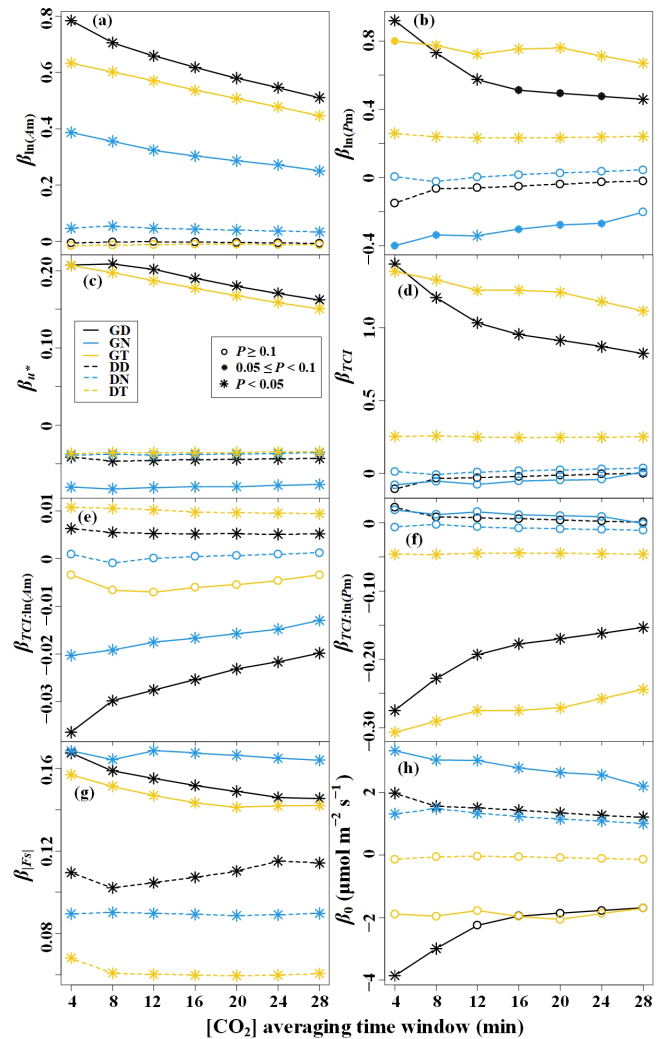 (a)
0.8
0.6
0.4
0.2
0
βln(Am)
(b)
0.8
0.4
0
−0.4
βln(Pm)
(c)
0.20
0.10
0
βu*
GD
GN
GT
DD
DN
DT
P ≥ 0.1
0.05 ≤ P < 0.1
P < 0.05
(d)
1.0
0.5
0
βTCI
(e)
0.01
0
−0.01
−0.02
−0.03
βTCI:ln(Am)
(f)
0
−0.10
−0.20
−0.30
βTCI:ln(Pm)
(g)
0.16
0.12
0.08
β|Fs|
4 8 12 16 20 24 28
(h)
2
0
−2
−4
β0 (μmol m−2 s−1)
4 8 12 16 20 24 28
[CO2] averaging time window (min)